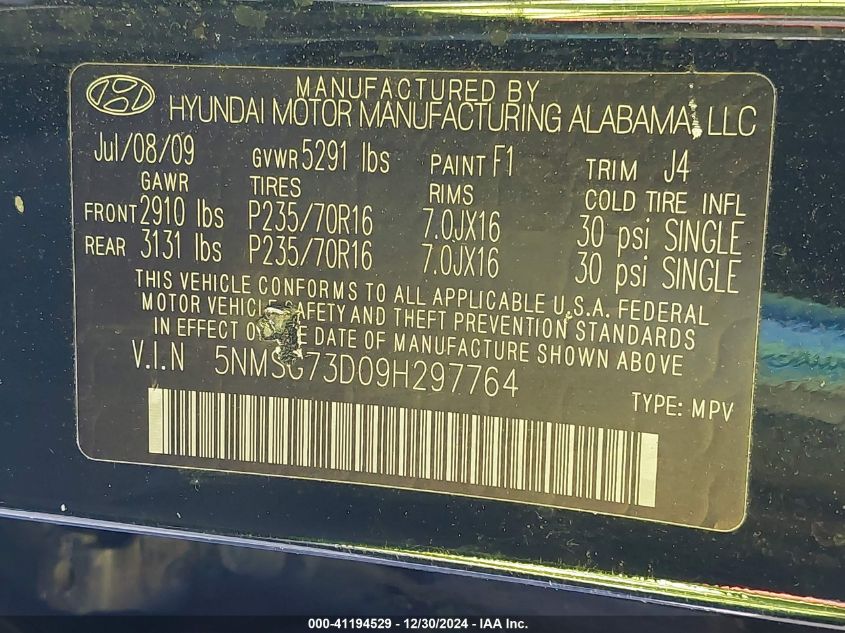 MANUFACTURED BY
HYUNDAI MOTOR MANUFACTURING ALABAMA, LLC
Jul/08/09 GVWR 5291 lbs PAINT F1 TRIM J4
GAWR TIRES RIMS COLD TIRE INFL
FRONT 2910 lbs P235/70R16 7.0JX16 30 psi SINGLE
REAR 3131 lbs P235/70R16 7.0JX16 30 psi SINGLE
THIS VEHICLE CONFORMS TO ALL APPLICABLE U.S.A. FEDERAL
MOTOR VEHICLE SAFETY AND THEFT PREVENTION STANDARDS
IN EFFECT ON THE DATE OF MANUFACTURE SHOWN ABOVE
V.I.N 5NMSG73D09H297764
TYPE: MPV
000-41194529 - 12/30/2024 - IAA Inc.